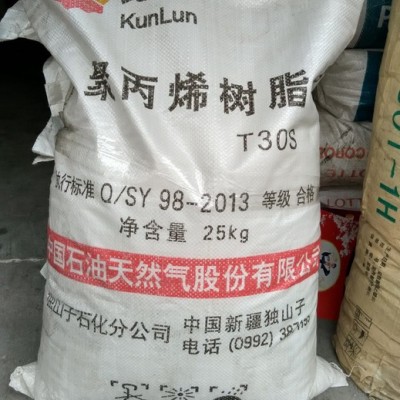 KunLun
聚丙烯树脂
T30S
执行标准 Q/SY 98-2013 等级 合格
净含量 25kg
中国石油天然气股份有限公司
独山子石化分公司
中国新疆独山子
电话 (0992)